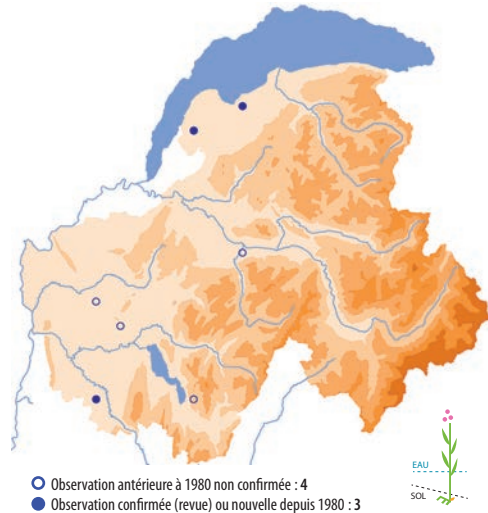 EAU
SOL
Observation antérieure à 1980 non confirmée : 4
Observation confirmée (revue) ou nouvelle depuis 1980 : 3